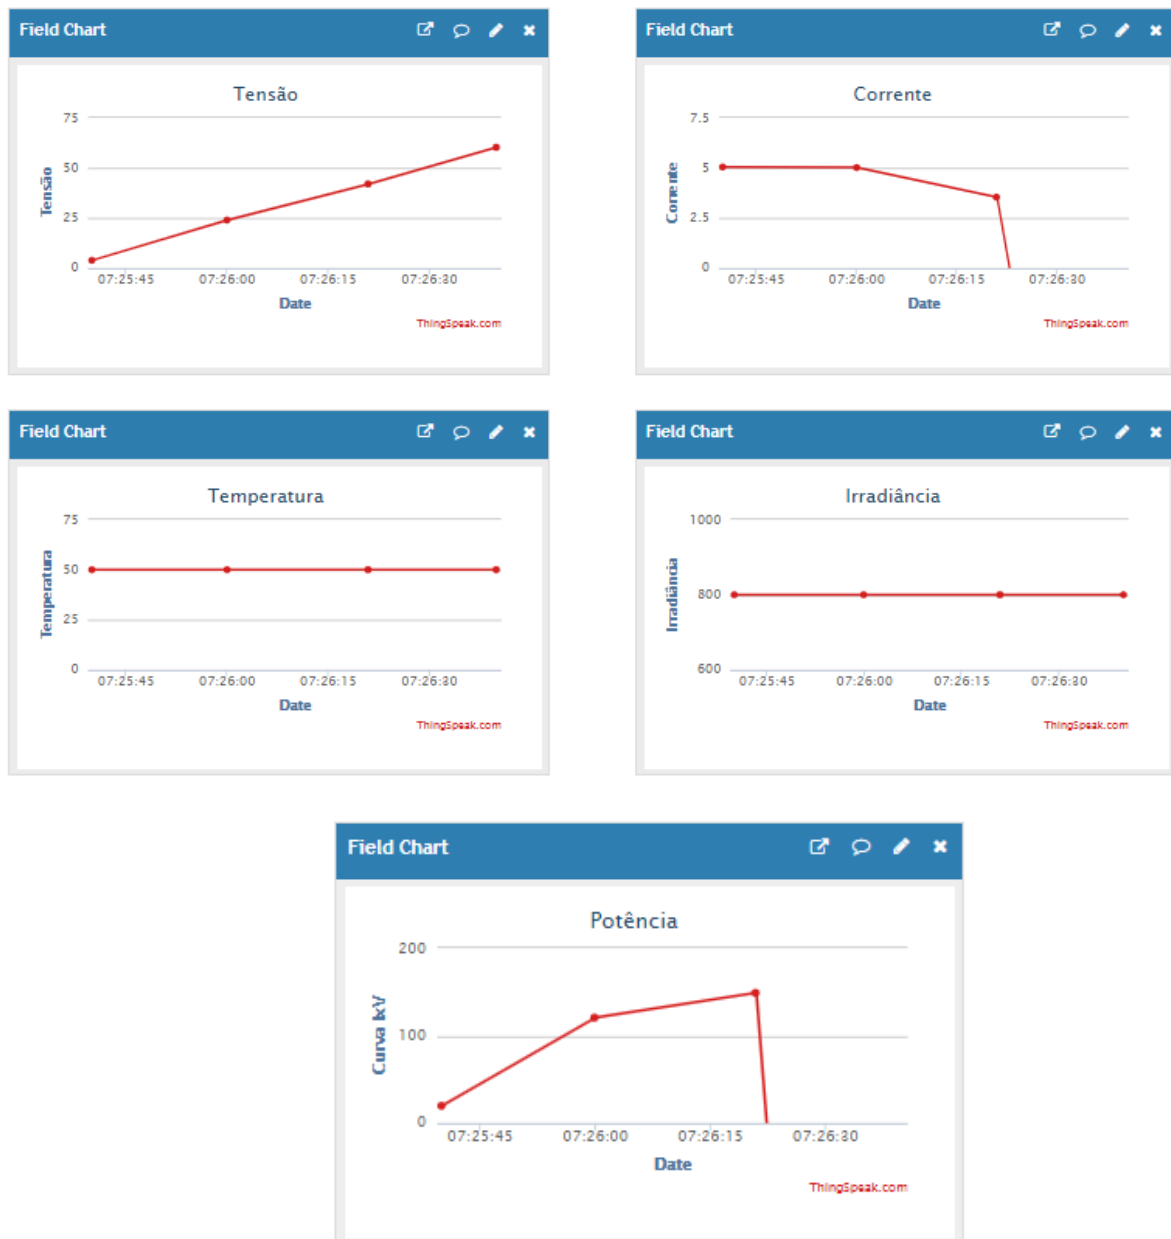 Field Chart
Tensão
75
50
25
0
Tensão
07:25:45 07:26:00 07:26:15 07:26:30
Date
ThingSpeak.com
Field Chart
Corrente
7.5
5
2.5
0
Corrente
07:25:45 07:26:00 07:26:15 07:26:30
Date
ThingSpeak.com
Field Chart
Temperatura
75
50
25
0
Temperatura
07:25:45 07:26:00 07:26:15 07:26:30
Date
ThingSpeak.com
Field Chart
Irradiância
1000
800
600
Irradiância
07:25:45 07:26:00 07:26:15 07:26:30
Date
ThingSpeak.com
Field Chart
Potência
200
100
0
Curva IxV
07:25:45 07:26:00 07:26:15 07:26:30
Date
ThingSpeak.com